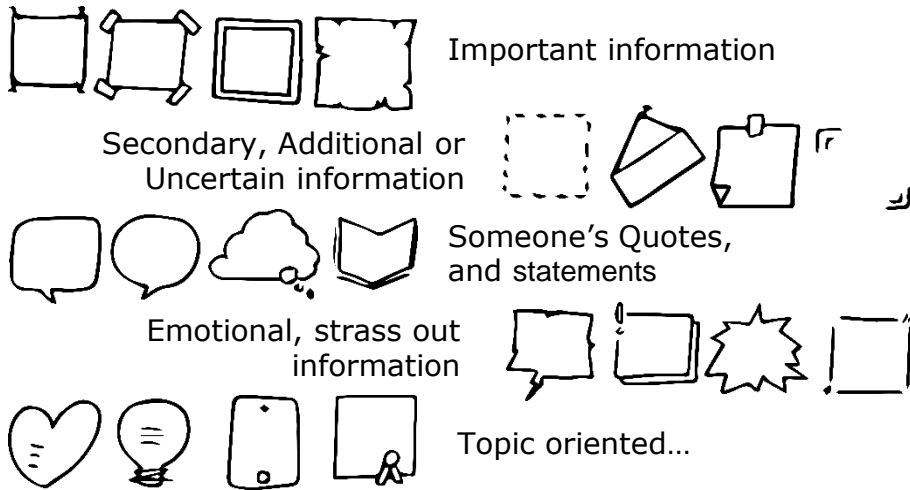 Important information
Secondary, Additional or
Uncertain information
Someone’s Quotes,
and statements
Emotional, strass out
information
Topic oriented…